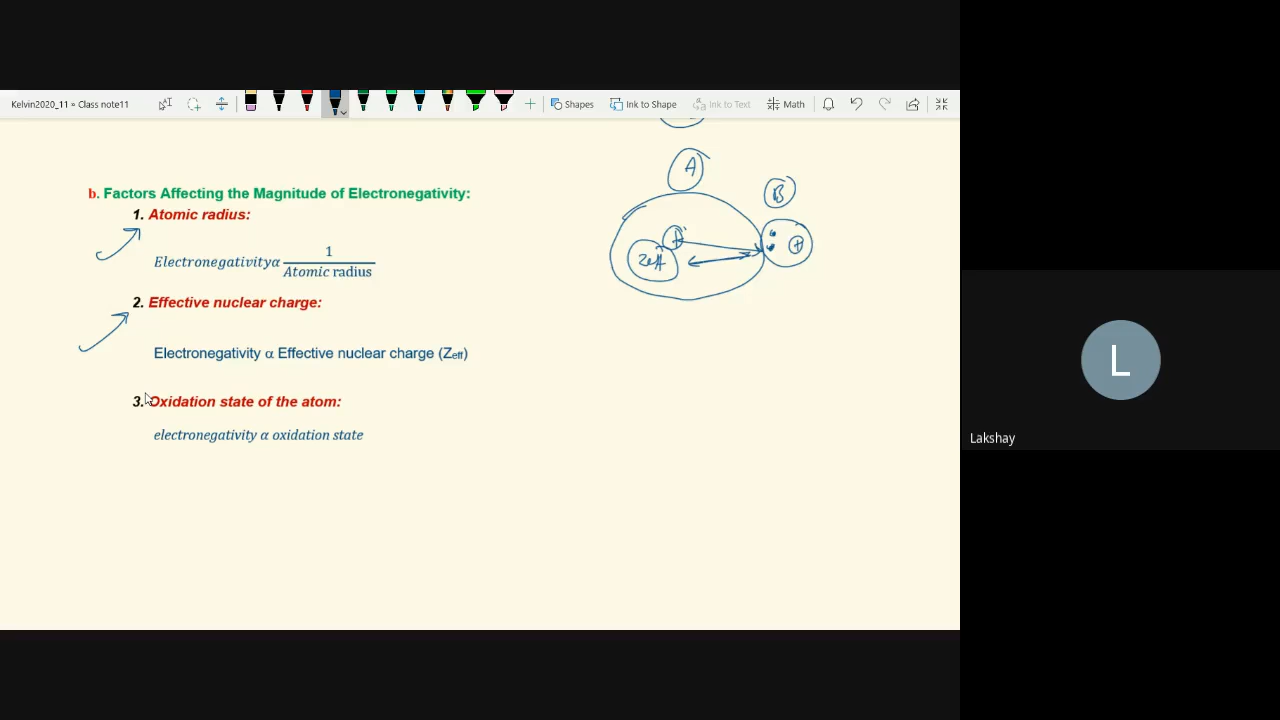 Kelvin2020_11 » Class note11
Shapes
Ink to Shape
Ink to Text
Math
A
B
b. Factors Affecting the Magnitude of Electronegativity:
1. Atomic radius:
Electronegativity α 1
Atomic radius
Zeff
+
+
2. Effective nuclear charge:
Electronegativity α Effective nuclear charge (Zeff)
3. Oxidation state of the atom:
electronegativity α oxidation state
L
Lakshay